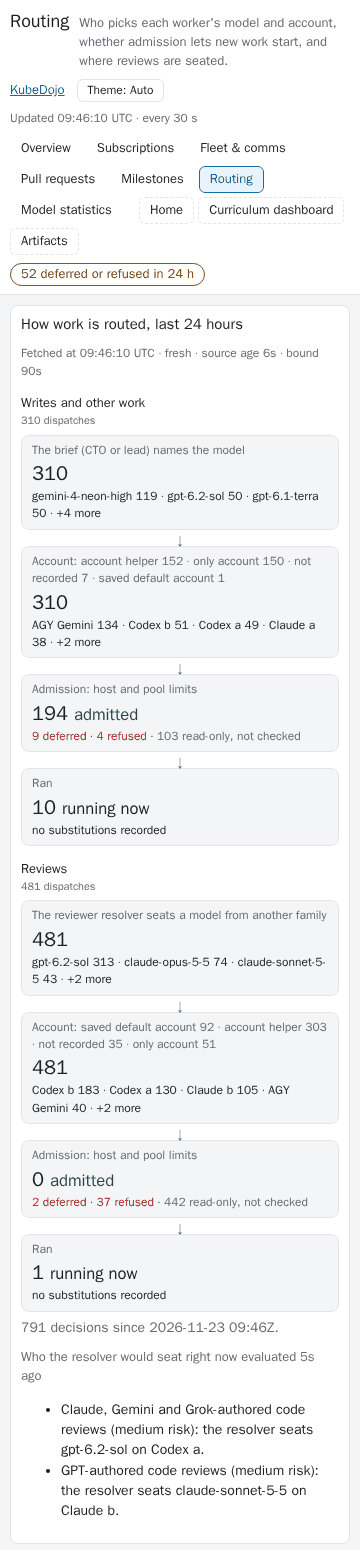 Routing
Who picks each worker's model and account,
whether admission lets new work start, and
where reviews are seated.
KubeDojo
Theme: Auto
Updated 09:46:10 UTC · every 30 s
Overview
Subscriptions
Fleet & comms
Pull requests
Milestones
Routing
Model statistics
Home
Curriculum dashboard
Artifacts
52 deferred or refused in 24 h
How work is routed, last 24 hours
Fetched at 09:46:10 UTC · fresh · source age 6s · bound
90s
Writes and other work
310 dispatches
The brief (CTO or lead) names the model
310
gemini-4-neon-high 119 · gpt-6.2-sol 50 · gpt-6.1-terra
50 · +4 more
↓
Account: account helper 152 · only account 150 · not
recorded 7 · saved default account 1
310
AGY Gemini 134 · Codex b 51 · Codex a 49 · Claude a
38 · +2 more
↓
Admission: host and pool limits
194 admitted
9 deferred · 4 refused · 103 read-only, not checked
↓
Ran
10 running now
no substitutions recorded
Reviews
481 dispatches
The reviewer resolver seats a model from another family
481
gpt-6.2-sol 313 · claude-opus-5-5 74 · claude-sonnet-5-
5 43 · +2 more
↓
Account: saved default account 92 · account helper 303
· not recorded 35 · only account 51
481
Codex b 183 · Codex a 130 · Claude b 105 · AGY
Gemini 40 · +2 more
↓
Admission: host and pool limits
0 admitted
2 deferred · 37 refused · 442 read-only, not checked
↓
Ran
1 running now
no substitutions recorded
791 decisions since 2026-11-23 09:46Z.
Who the resolver would seat right now evaluated 5s
ago
• Claude, Gemini and Grok-authored code
reviews (medium risk): the resolver seats
gpt-6.2-sol on Codex a.
• GPT-authored code reviews (medium risk):
the resolver seats claude-sonnet-5-5 on
Claude b.